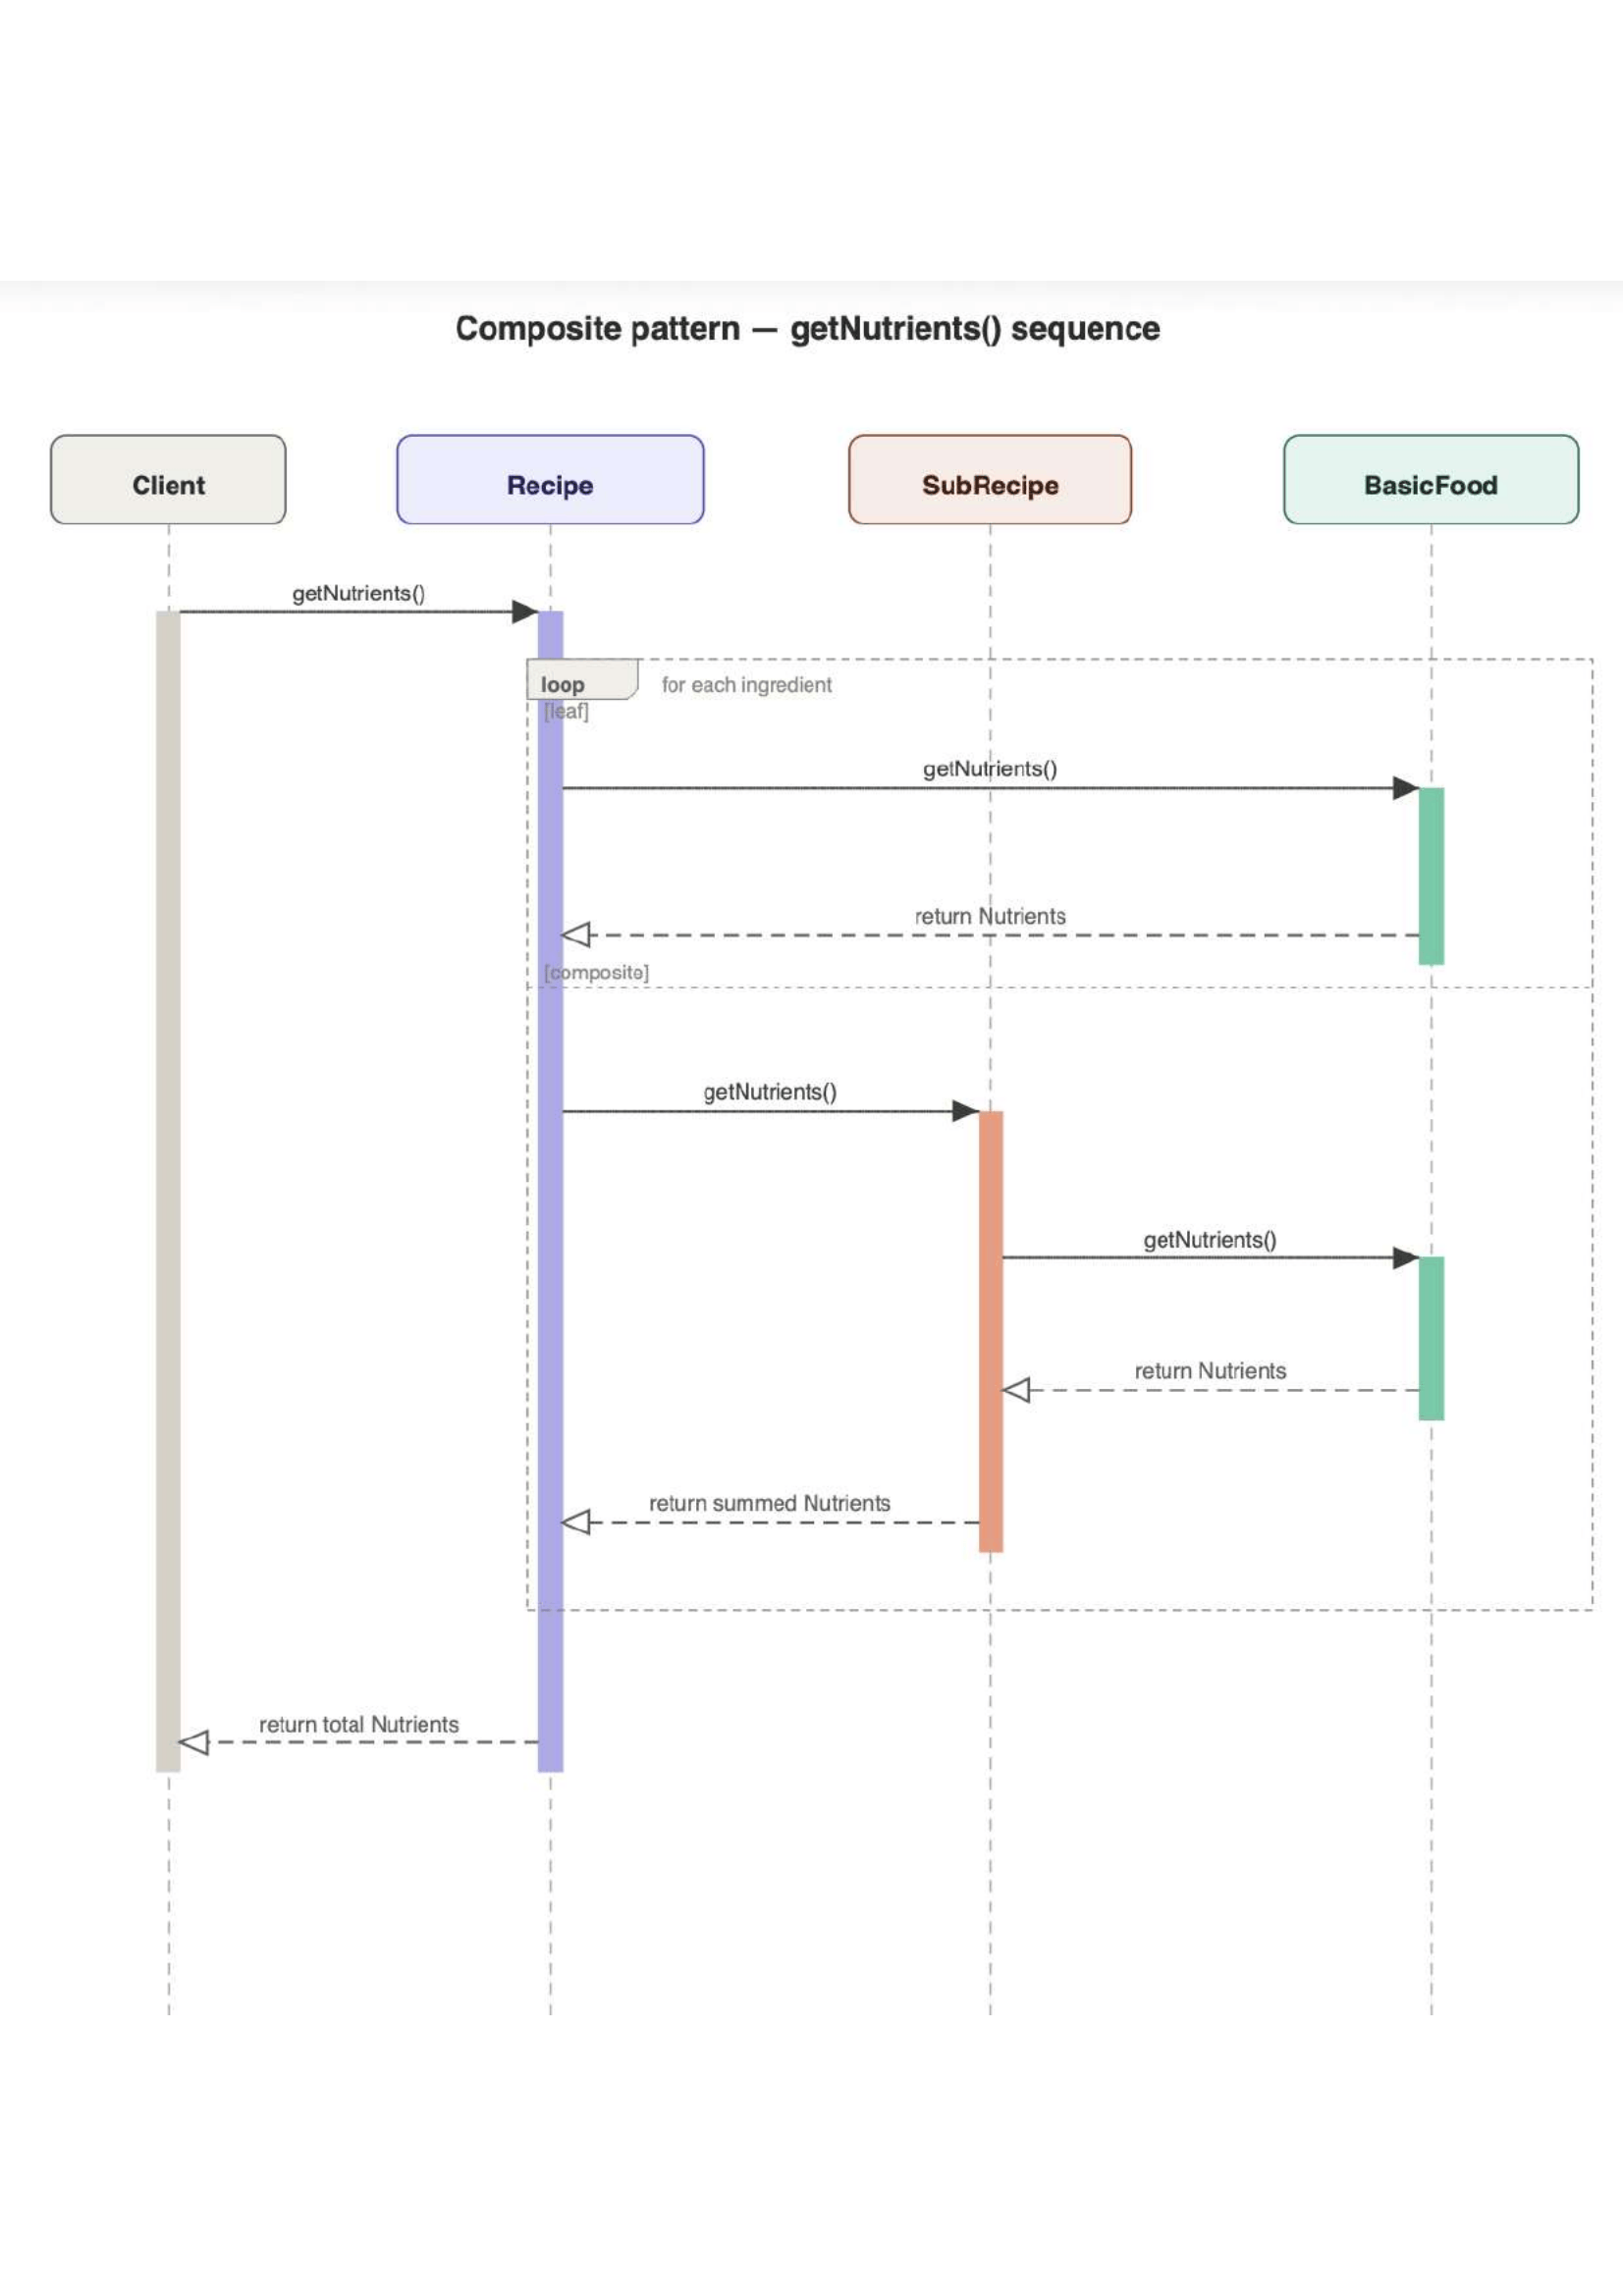 Composite pattern — getNutrients() sequence
Client
Recipe
SubRecipe
BasicFood
getNutrients()
loop
for each ingredient
[leaf]
getNutrients()
return Nutrients
[composite]
getNutrients()
getNutrients()
return Nutrients
return summed Nutrients
return total Nutrients